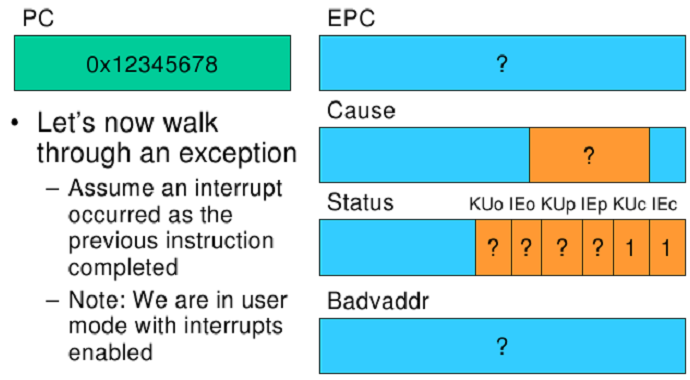 PC
0x12345678
• Let's now walk
through an exception
– Assume an interrupt
occurred as the
previous instruction
completed
– Note: We are in user
mode with interrupts
enabled
EPC
?
Cause
?
Status
KUo IEo KUp IEp KUc IEc
? ? ? ? 1 1
Badvaddr
?